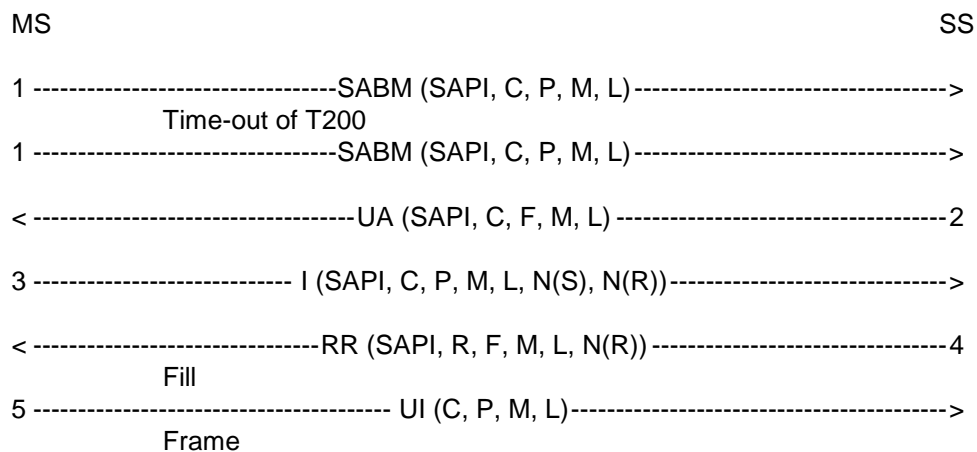 MS SS
1 ----------------------------------SABM (SAPI, C, P, M, L)----------------------------------->
Time-out of T200
1 ----------------------------------SABM (SAPI, C, P, M, L)----------------------------------->
< ------------------------------------UA (SAPI, C, F, M, L) -------------------------------------2
3 ----------------------------- I (SAPI, C, P, M, L, N(S), N(R))------------------------------->
< --------------------------------RR (SAPI, R, F, M, L, N(R)) ---------------------------------4
Fill
5 ---------------------------------------- UI (C, P, M, L)------------------------------------------>
Frame